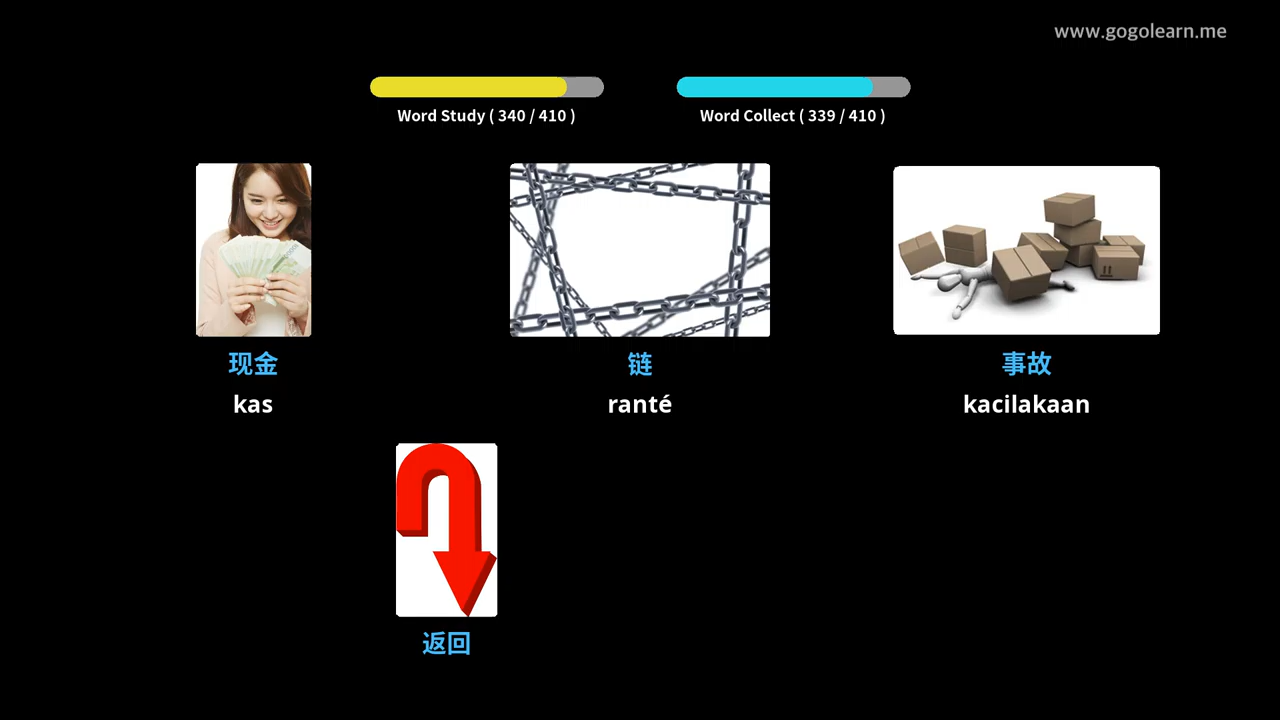 www.gogolearn.me
Word Study ( 340 / 410 )
Word Collect ( 339 / 410 )
现金
链
事故
kas
ranté
kacilakaan
返回